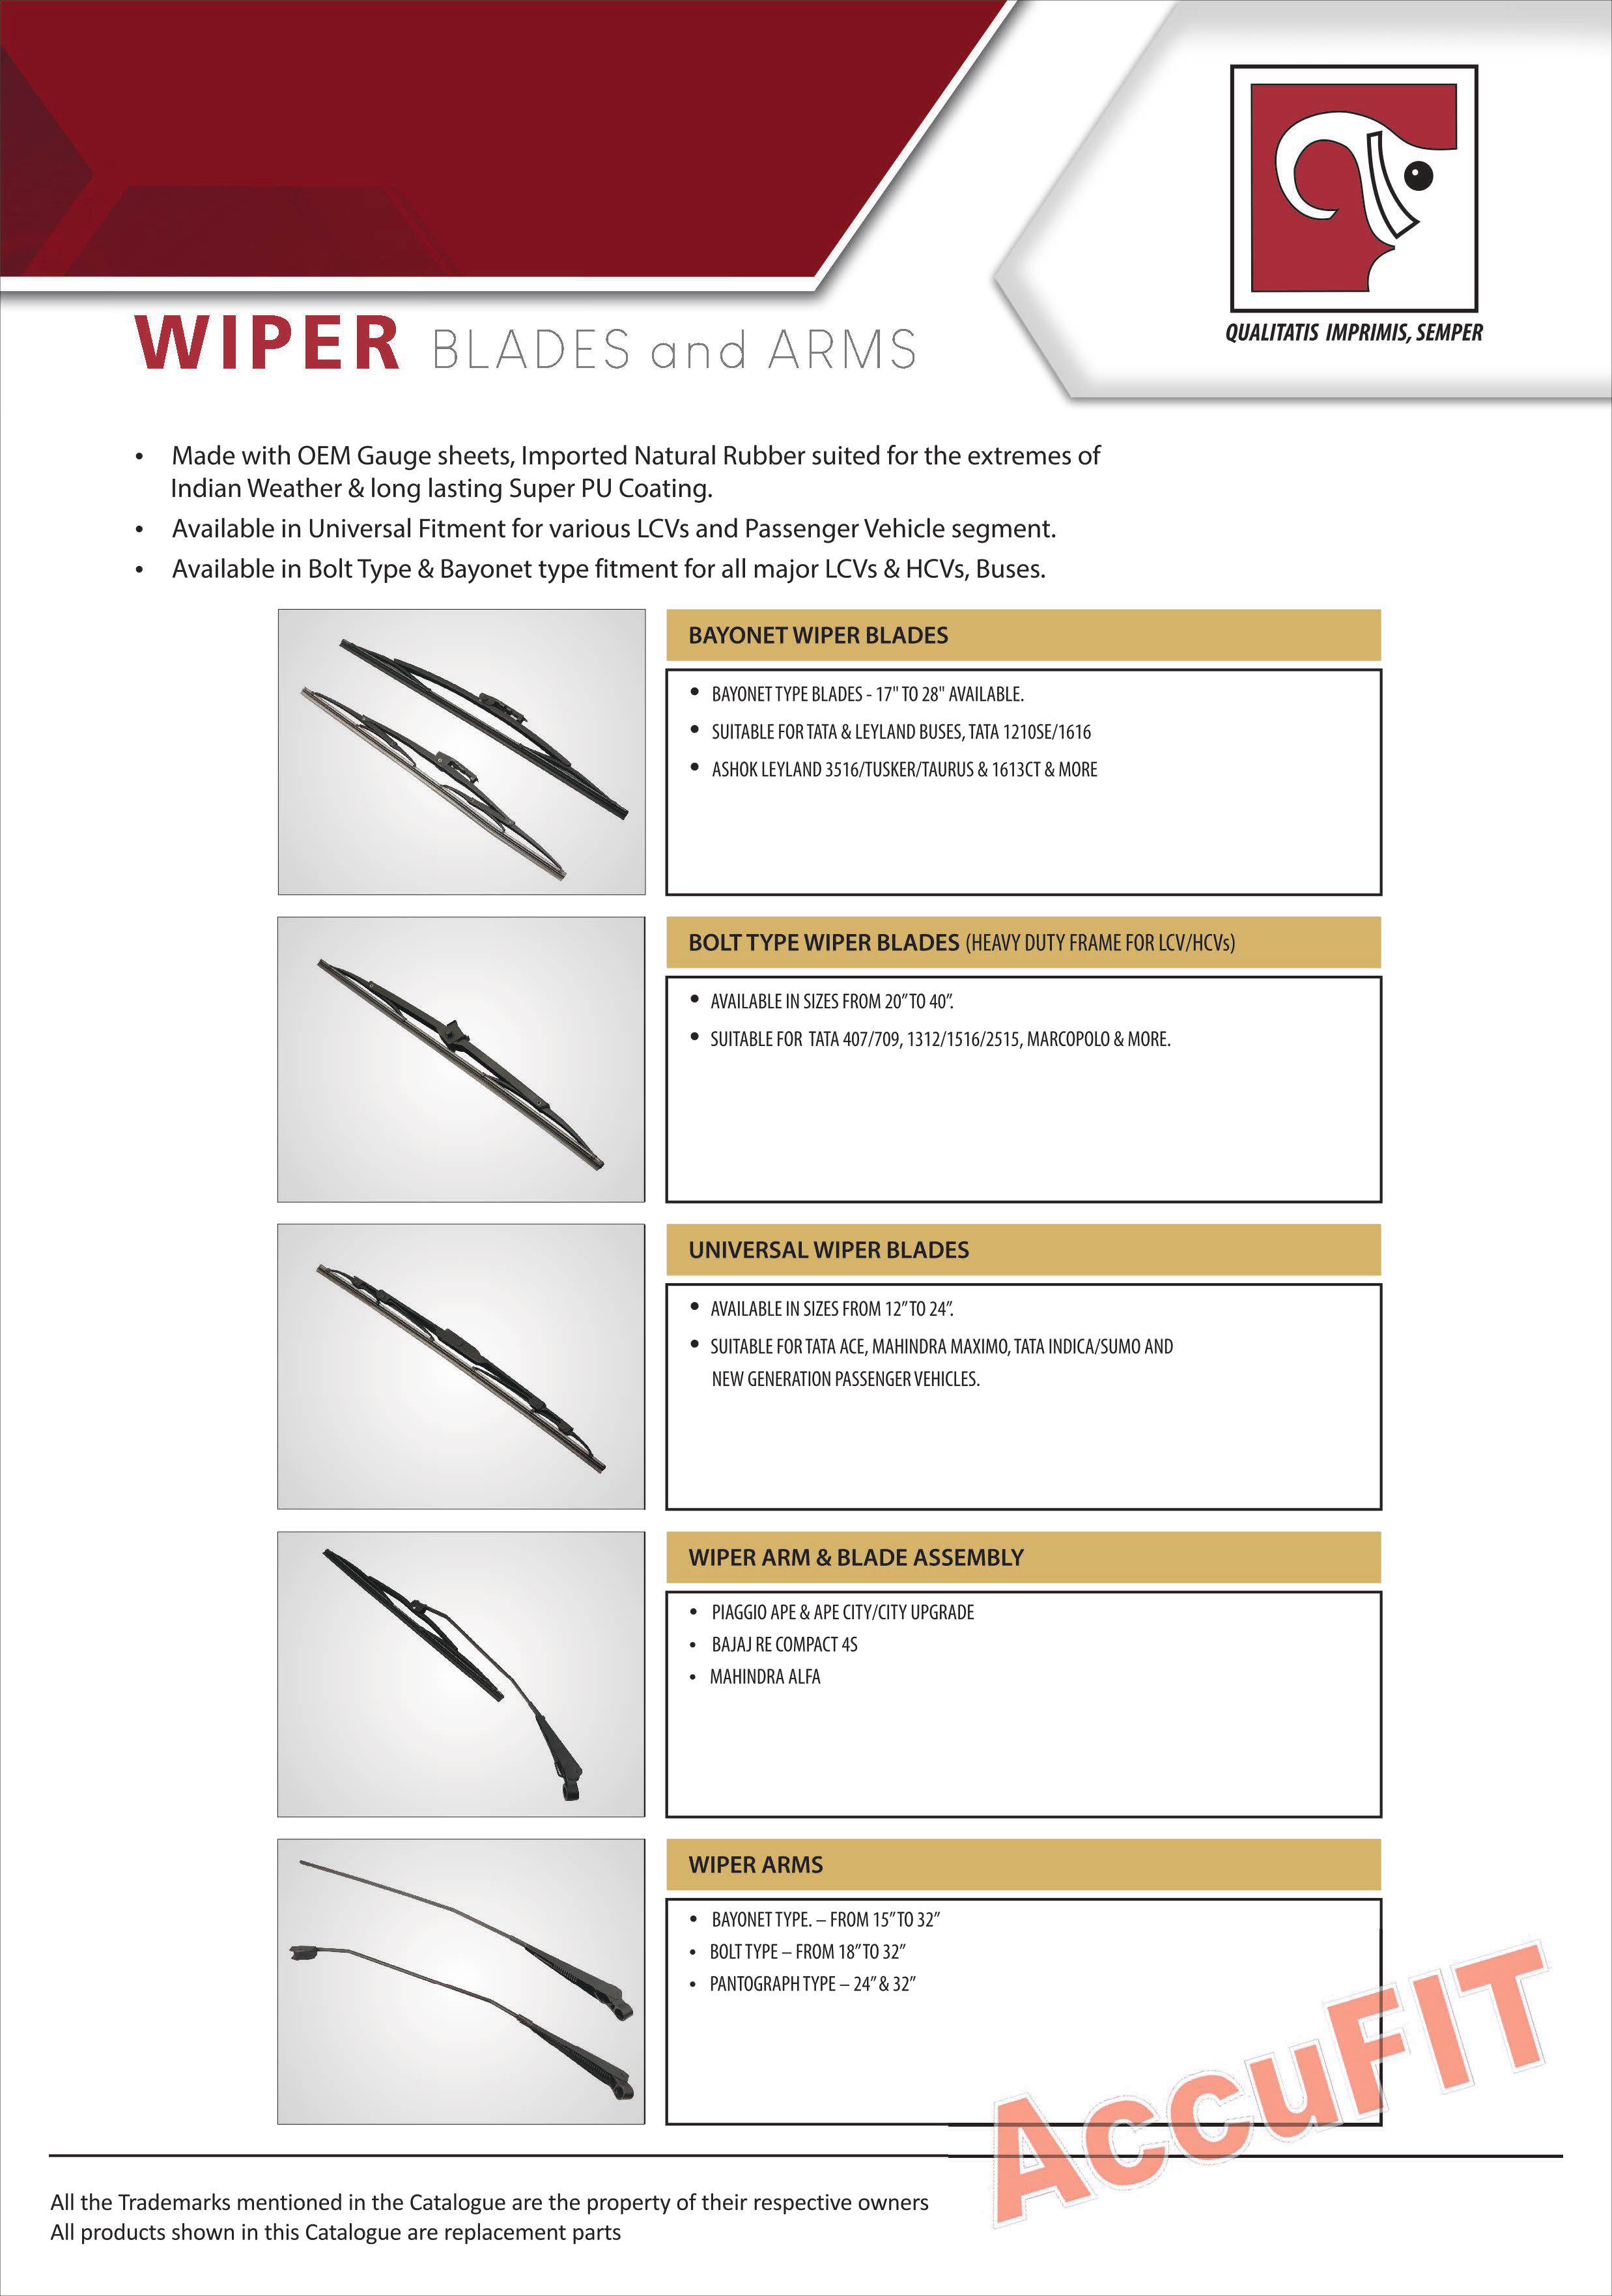 QUALITATIS IMPRIMIS, SEMPER
WIPER BLADES and ARMS
• Made with OEM Gauge sheets, Imported Natural Rubber suited for the extremes of
Indian Weather & long lasting Super PU Coating.
• Available in Universal Fitment for various LCVs and Passenger Vehicle segment.
• Available in Bolt Type & Bayonet type fitment for all major LCVs & HCVs, Buses.
BAYONET WIPER BLADES
• BAYONET TYPE BLADES - 17" TO 28" AVAILABLE.
• SUITABLE FOR TATA & LEYLAND BUSES, TATA 1210SE/1616
• ASHOK LEYLAND 3516/TUSKER/TAURUS & 1613CT & MORE
BOLT TYPE WIPER BLADES (HEAVY DUTY FRAME FOR LCV/HCVs)
• AVAILABLE IN SIZES FROM 20” TO 40”.
• SUITABLE FOR TATA 407/709, 1312/1516/2515, MARCOPOLO & MORE.
UNIVERSAL WIPER BLADES
• AVAILABLE IN SIZES FROM 12” TO 24”.
• SUITABLE FOR TATA ACE, MAHINDRA MAXIMO, TATA INDICA/SUMO AND
NEW GENERATION PASSENGER VEHICLES.
WIPER ARM & BLADE ASSEMBLY
• PIAGGIO APE & APE CITY/CITY UPGRADE
• BAJAJ RE COMPACT 4S
• MAHINDRA ALFA
WIPER ARMS
• BAYONET TYPE. – FROM 15” TO 32”
• BOLT TYPE – FROM 18” TO 32”
• PANTOGRAPH TYPE – 24” & 32”
AccuFIT
All the Trademarks mentioned in the Catalogue are the property of their respective owners
All products shown in this Catalogue are replacement parts